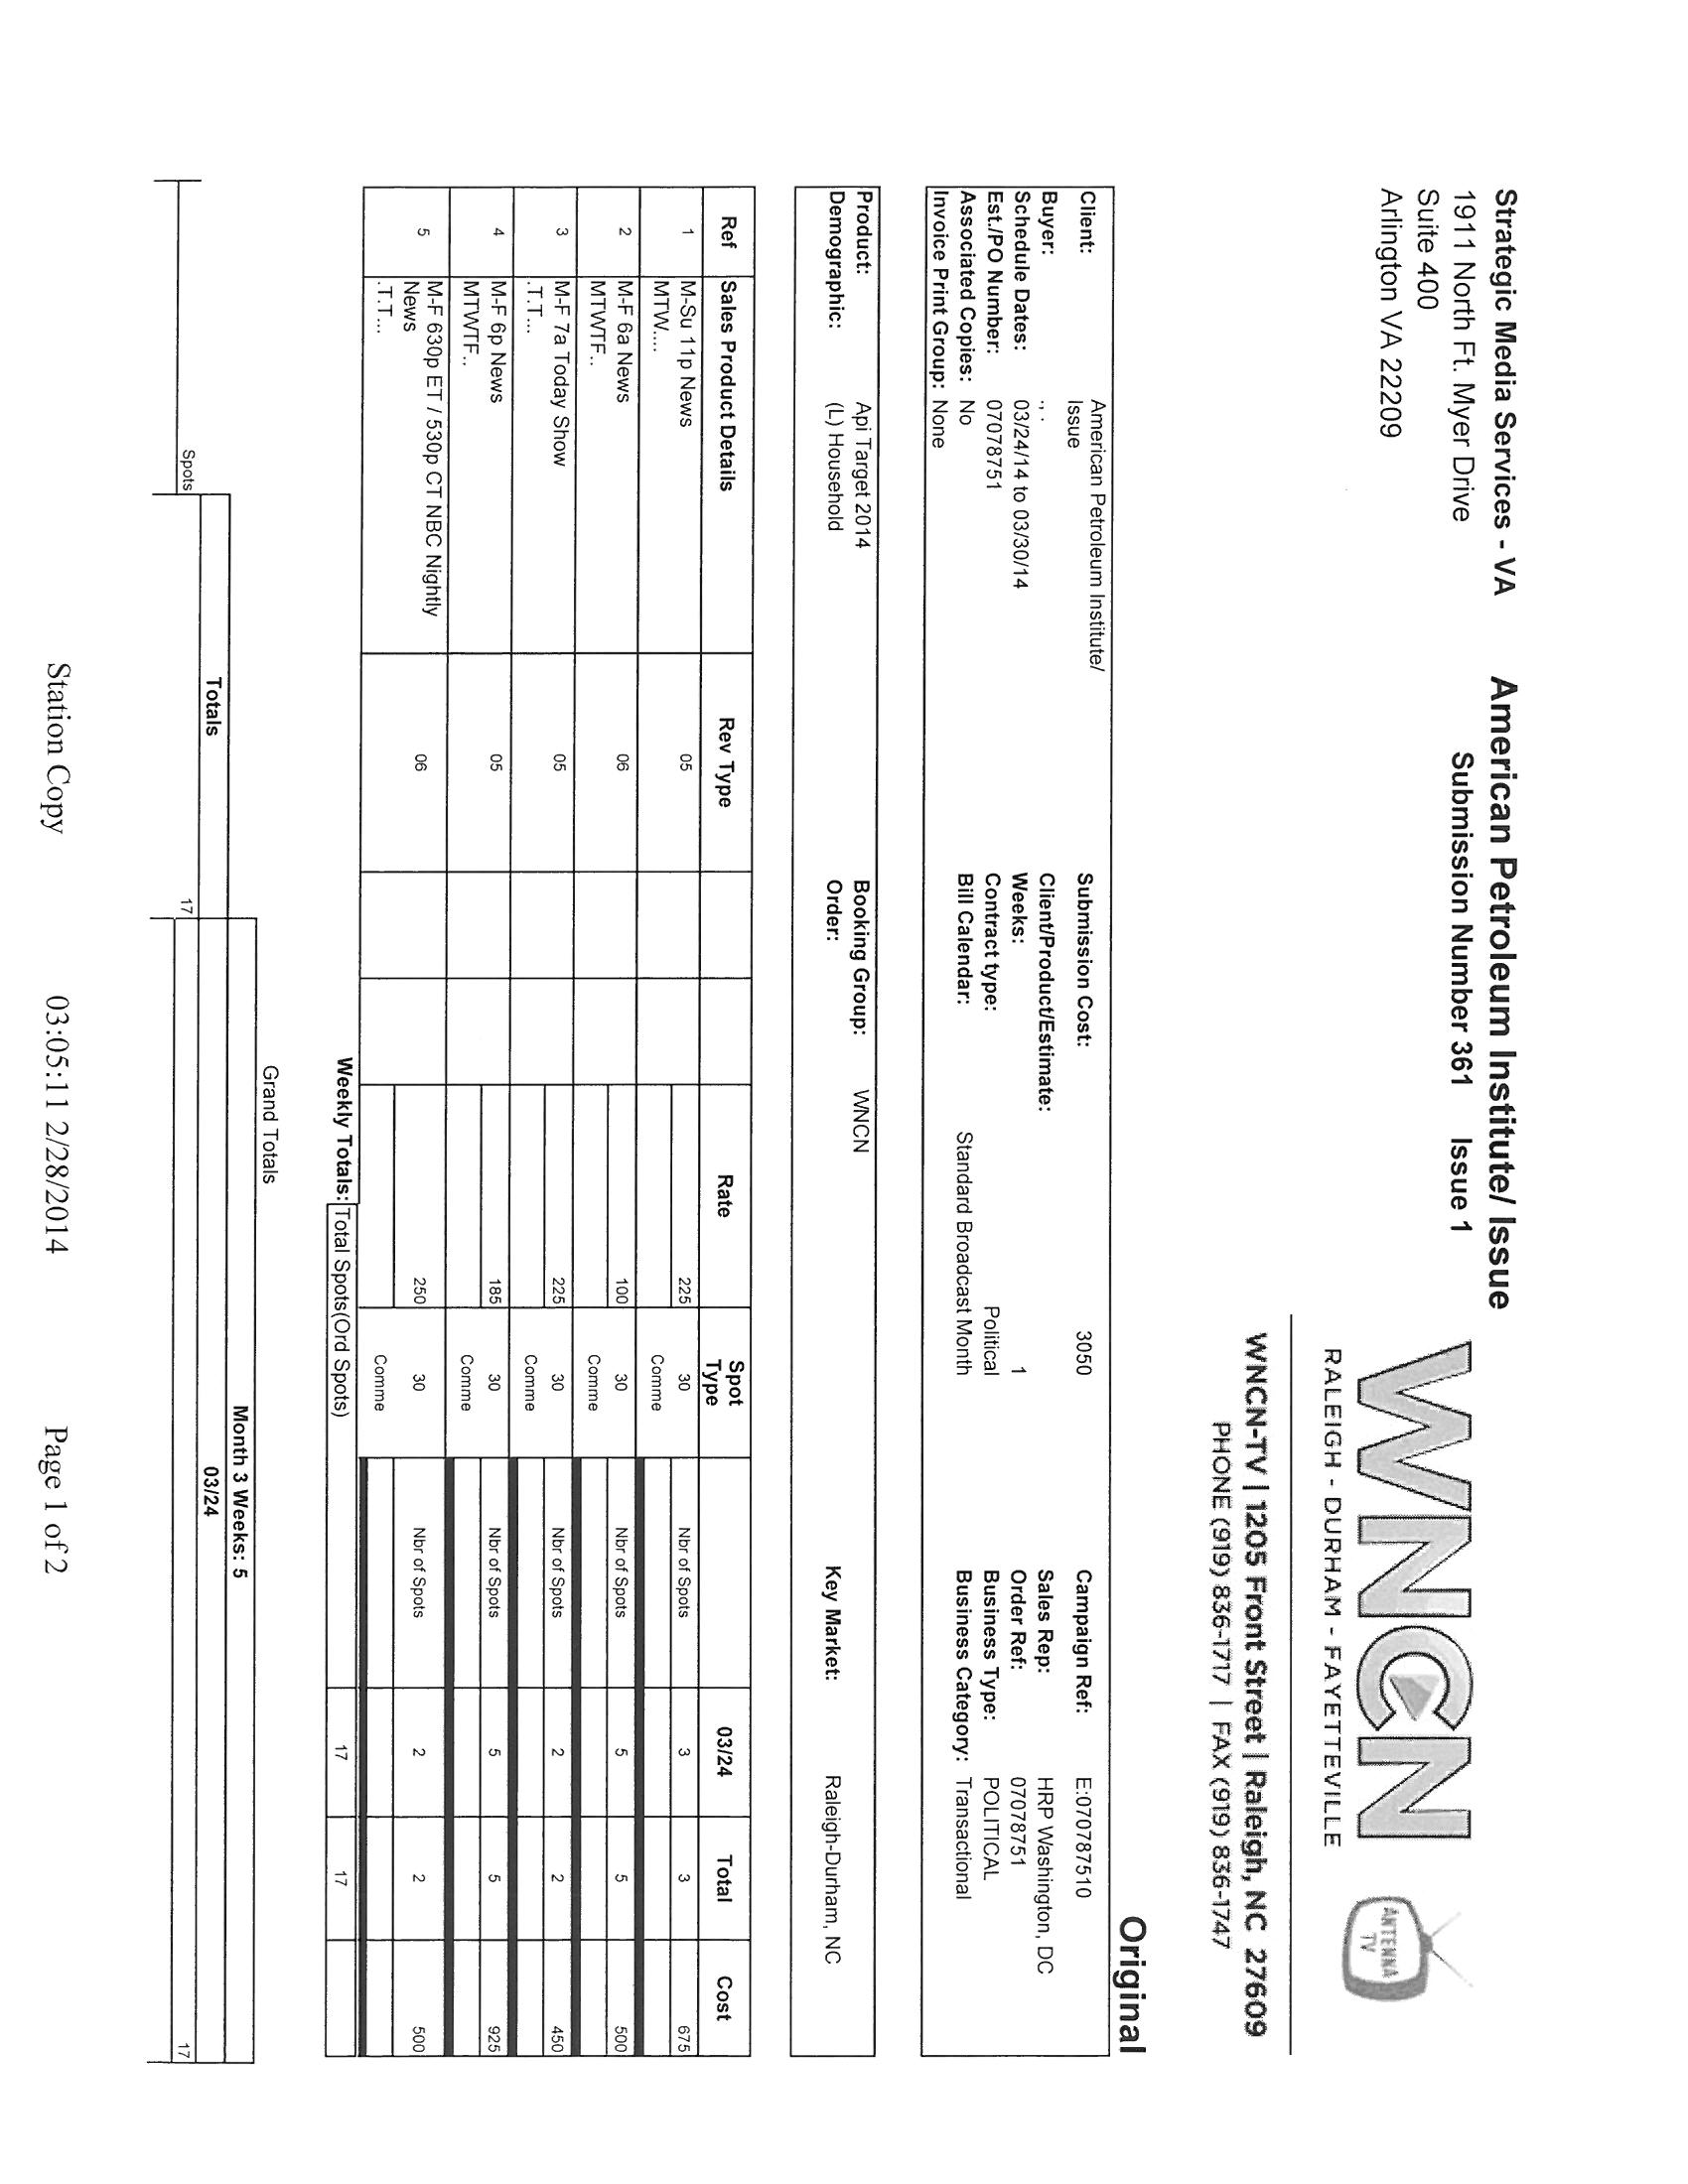 Strategic Media Services - VA
1911 North Ft. Myer Drive
Suite 400
Arlington VA 22209
American Petroleum Institute/ Issue
Submission Number 361 Issue 1
WNCN
RALEIGH - DURHAM - FAYETTEVILLE
ANTENNA
TV
WNCN-TV | 1205 Front Street | Raleigh, NC 27609
PHONE (919) 836-1717 | FAX (919) 836-1747
Original
Client: American Petroleum Institute/ Submission Cost: 3050 Campaign Ref: E:07078751 0
Issue
Buyer: ., . Client/Product/Estimate: Sales Rep: HRP Washington, DC
Schedule Dates: 03/24/14 to 03/30/14 Weeks: 1 Order Ref: 07078751
Est./PO Number: 07078751 Contract type: Political Business Type: POLITICAL
Associated Copies: No Bill Calendar: Standard Broadcast Month Business Category: Transactional
Invoice Print Group: None
Product: Api Target 2014 Booking Group: WNCN
Demographic: (L) Household Order: Key Market: Raleigh-Durham, NC
Ref Sales Product Details Rev Type Rate Spot Type 03/24 Total Cost
1 M-Su 11p News 05 225 30 Nbr of Spots 3 3 675
MTW.... Comme
2 M-F 6a News 06 100 30 Nbr of Spots 5 5 500
MTWTF.. Comme
3 M-F 7a Today Show 05 225 30 Nbr of Spots 2 2 450
.T.T... Comme
4 M-F 6p News 05 185 30 Nbr of Spots 5 5 925
MTWTF.. Comme
5 M-F 630p ET / 530p CT NBC Nightly 06 250 30 Nbr of Spots 2 2 500
News
.T.T... Comme
Weekly Totals: Total Spots(Ord Spots) 17 17
Grand Totals
Month 3 Weeks: 5
Totals 03/24
Spots 17 17
Station Copy 03:05:11 2/28/2014 Page 1 of 2